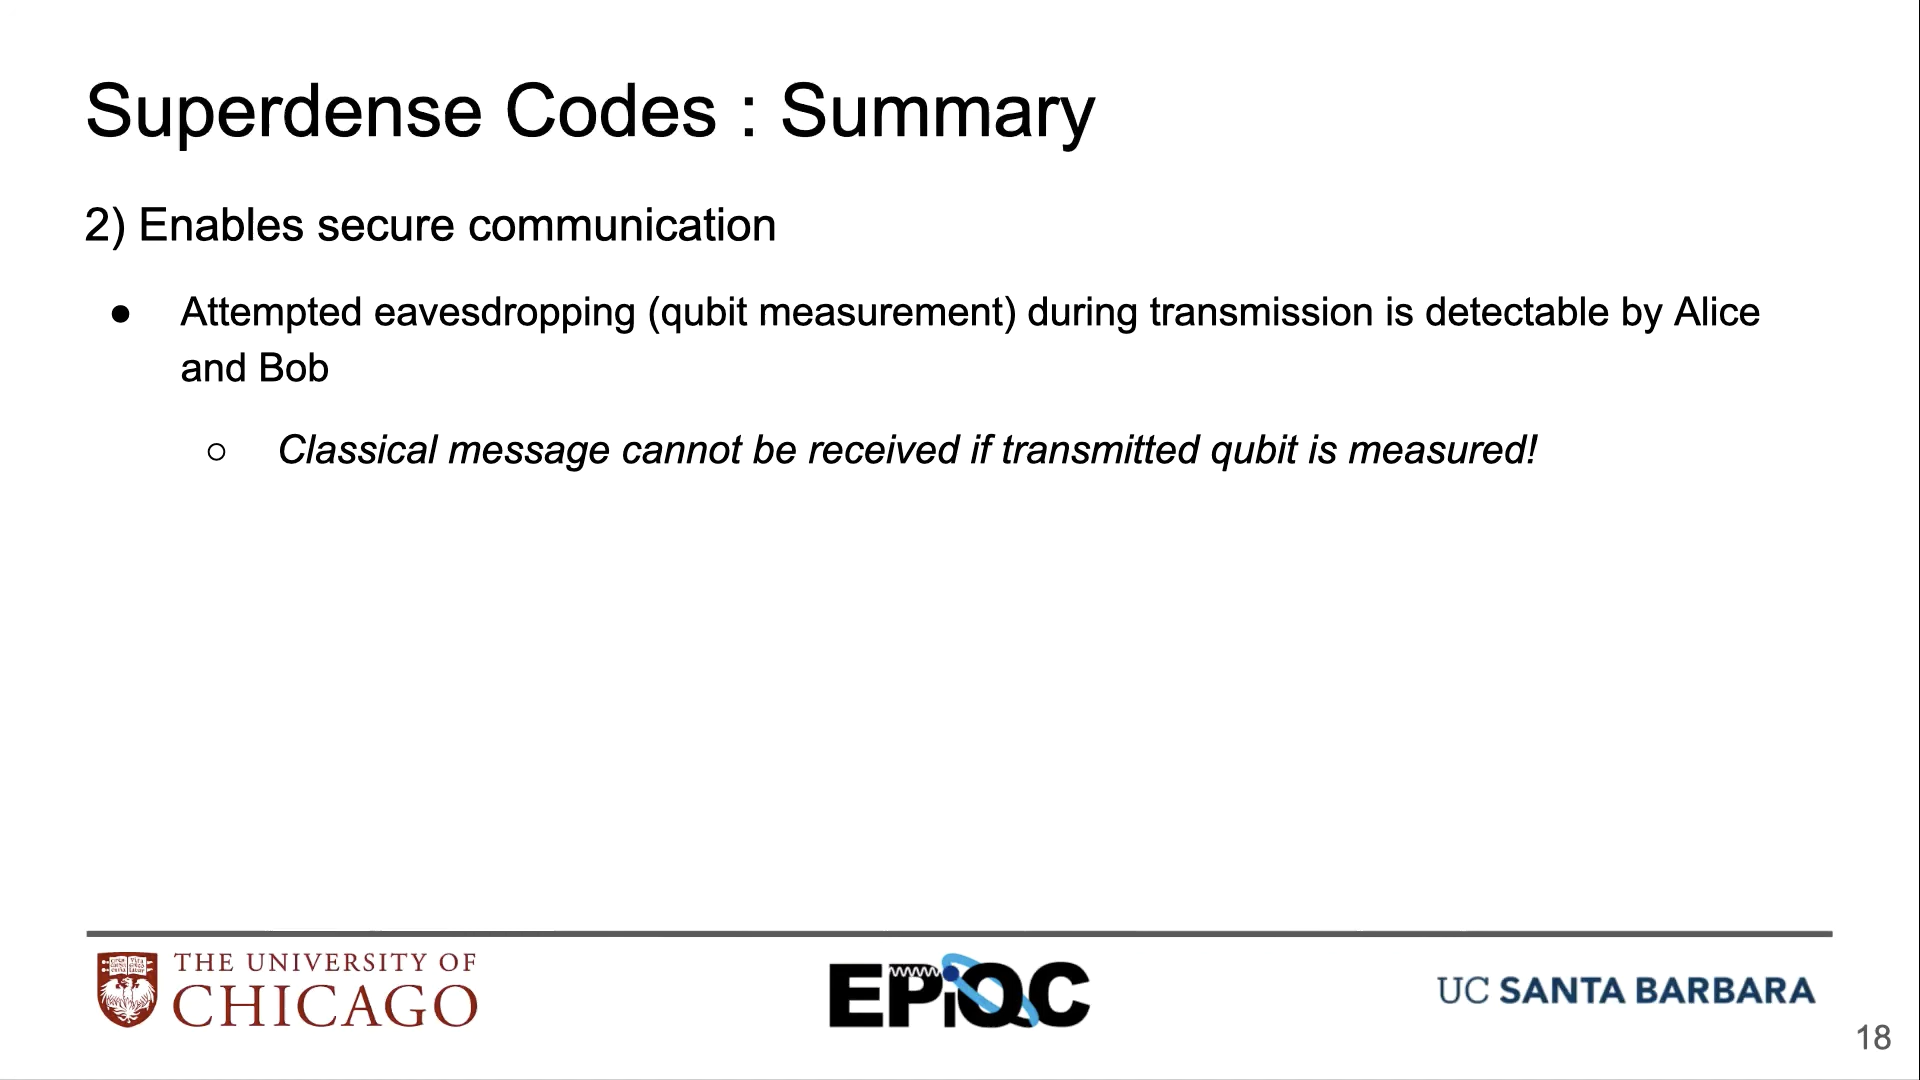 Superdense Codes : Summary
2) Enables secure communication
● Attempted eavesdropping (qubit measurement) during transmission is detectable by Alice
and Bob
○ Classical message cannot be received if transmitted qubit is measured!
THE UNIVERSITY OF
CHICAGO
EPiQC
UC SANTA BARBARA
18